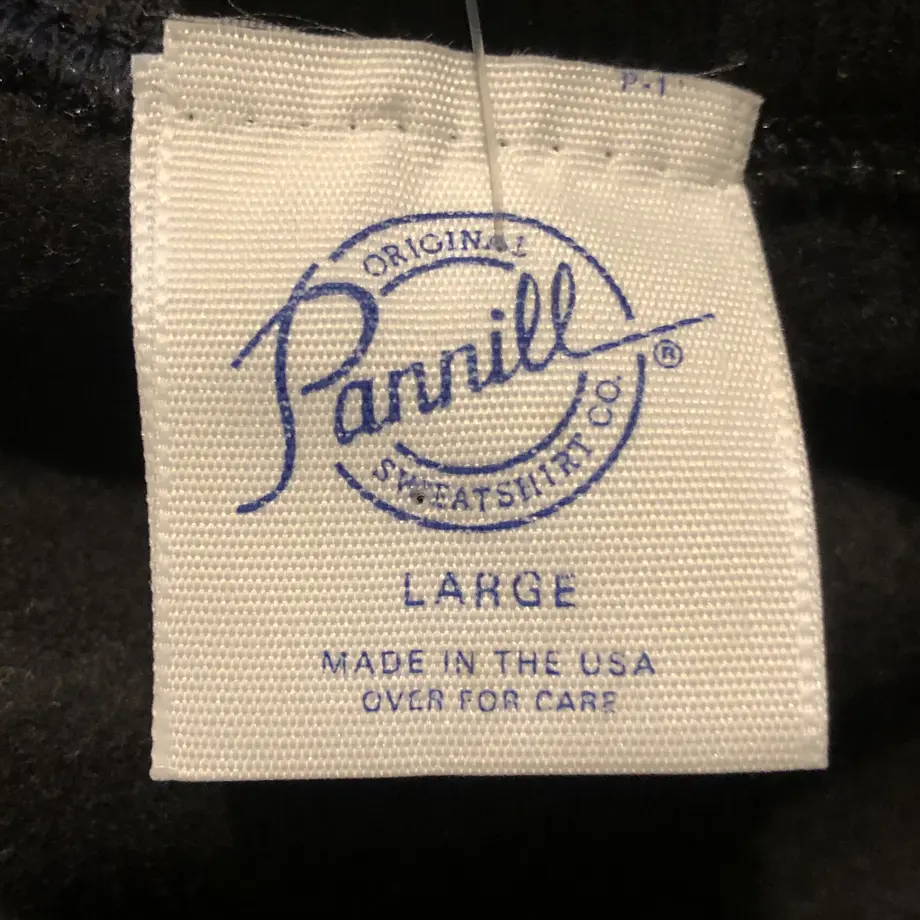 P-1
ORIGINAL
Pannill
®
SWEATSHIRT CO.
LARGE
MADE IN THE USA
OVER FOR CARE